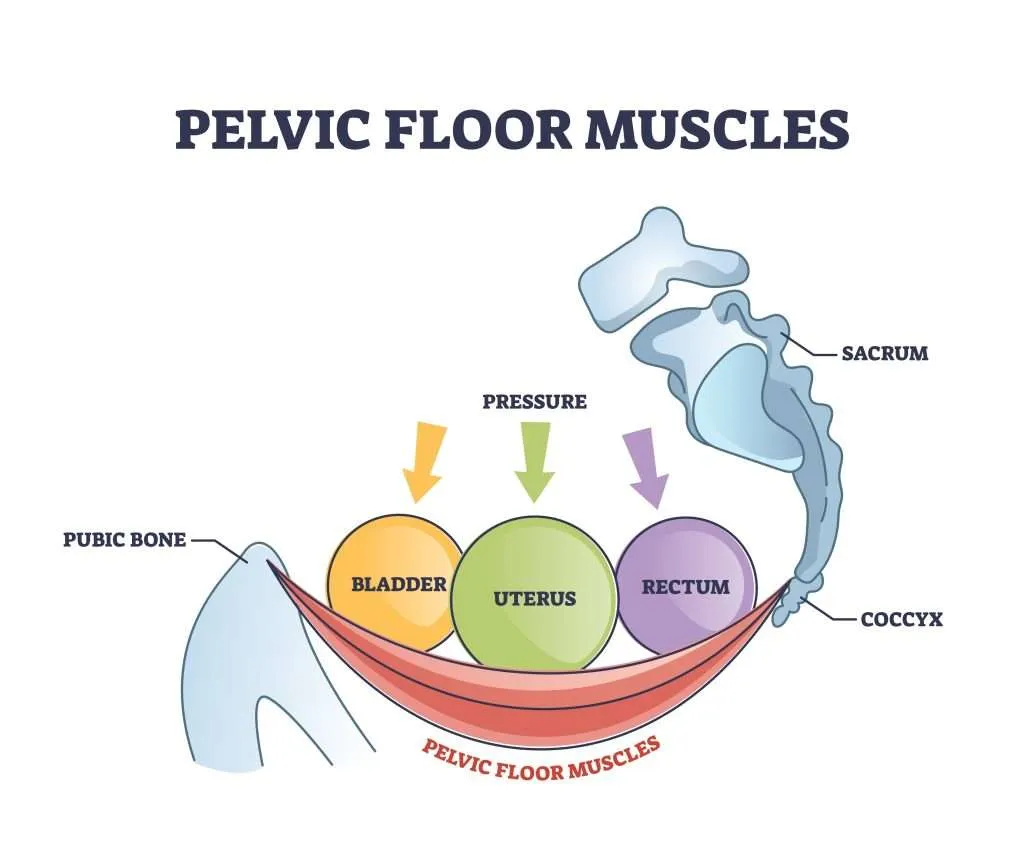 PELVIC FLOOR MUSCLES
SACRUM
PRESSURE
PUBIC BONE
BLADDER
UTERUS
RECTUM
COCCYX
PELVIC FLOOR MUSCLES